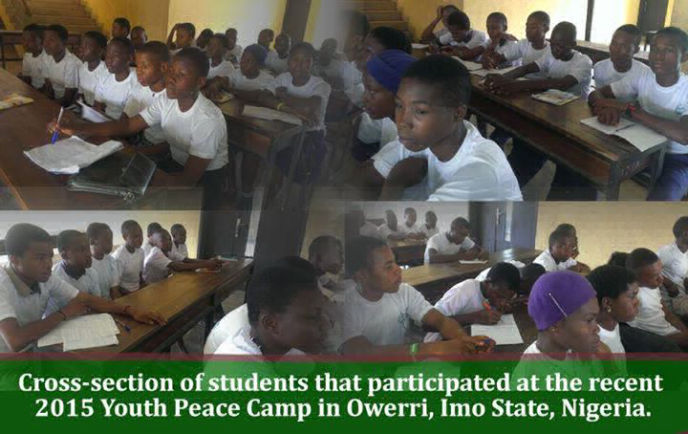 Cross-section of students that participated at the recent
2015 Youth Peace Camp in Owerri, Imo State, Nigeria.